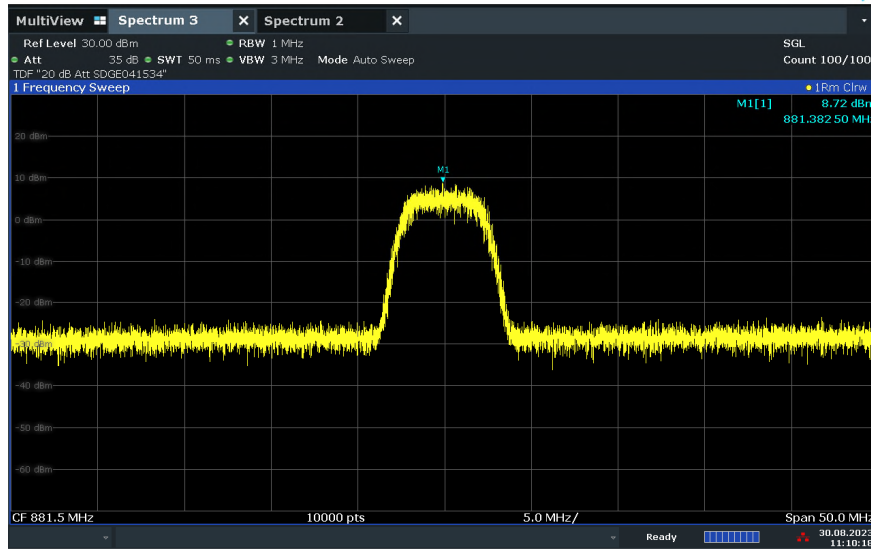 MultiView Spectrum 3 X Spectrum 2 X
Ref Level 30.00 dBm RBW 1 MHz SGL
Att 35 dB SWT 50 ms VBW 3 MHz Mode Auto Sweep Count 100/100
TDF "20 dB Att SDGE041534"
1 Frequency Sweep 1Rm Clrw
M1[1] 8.72 dBm
881.382 50 MHz
20 dBm
M1
10 dBm
0 dBm
-10 dBm
-20 dBm
-30 dBm
-40 dBm
-50 dBm
-60 dBm
CF 881.5 MHz 10000 pts 5.0 MHz/ Span 50.0 MHz
Ready 30.08.2023
11:10:16